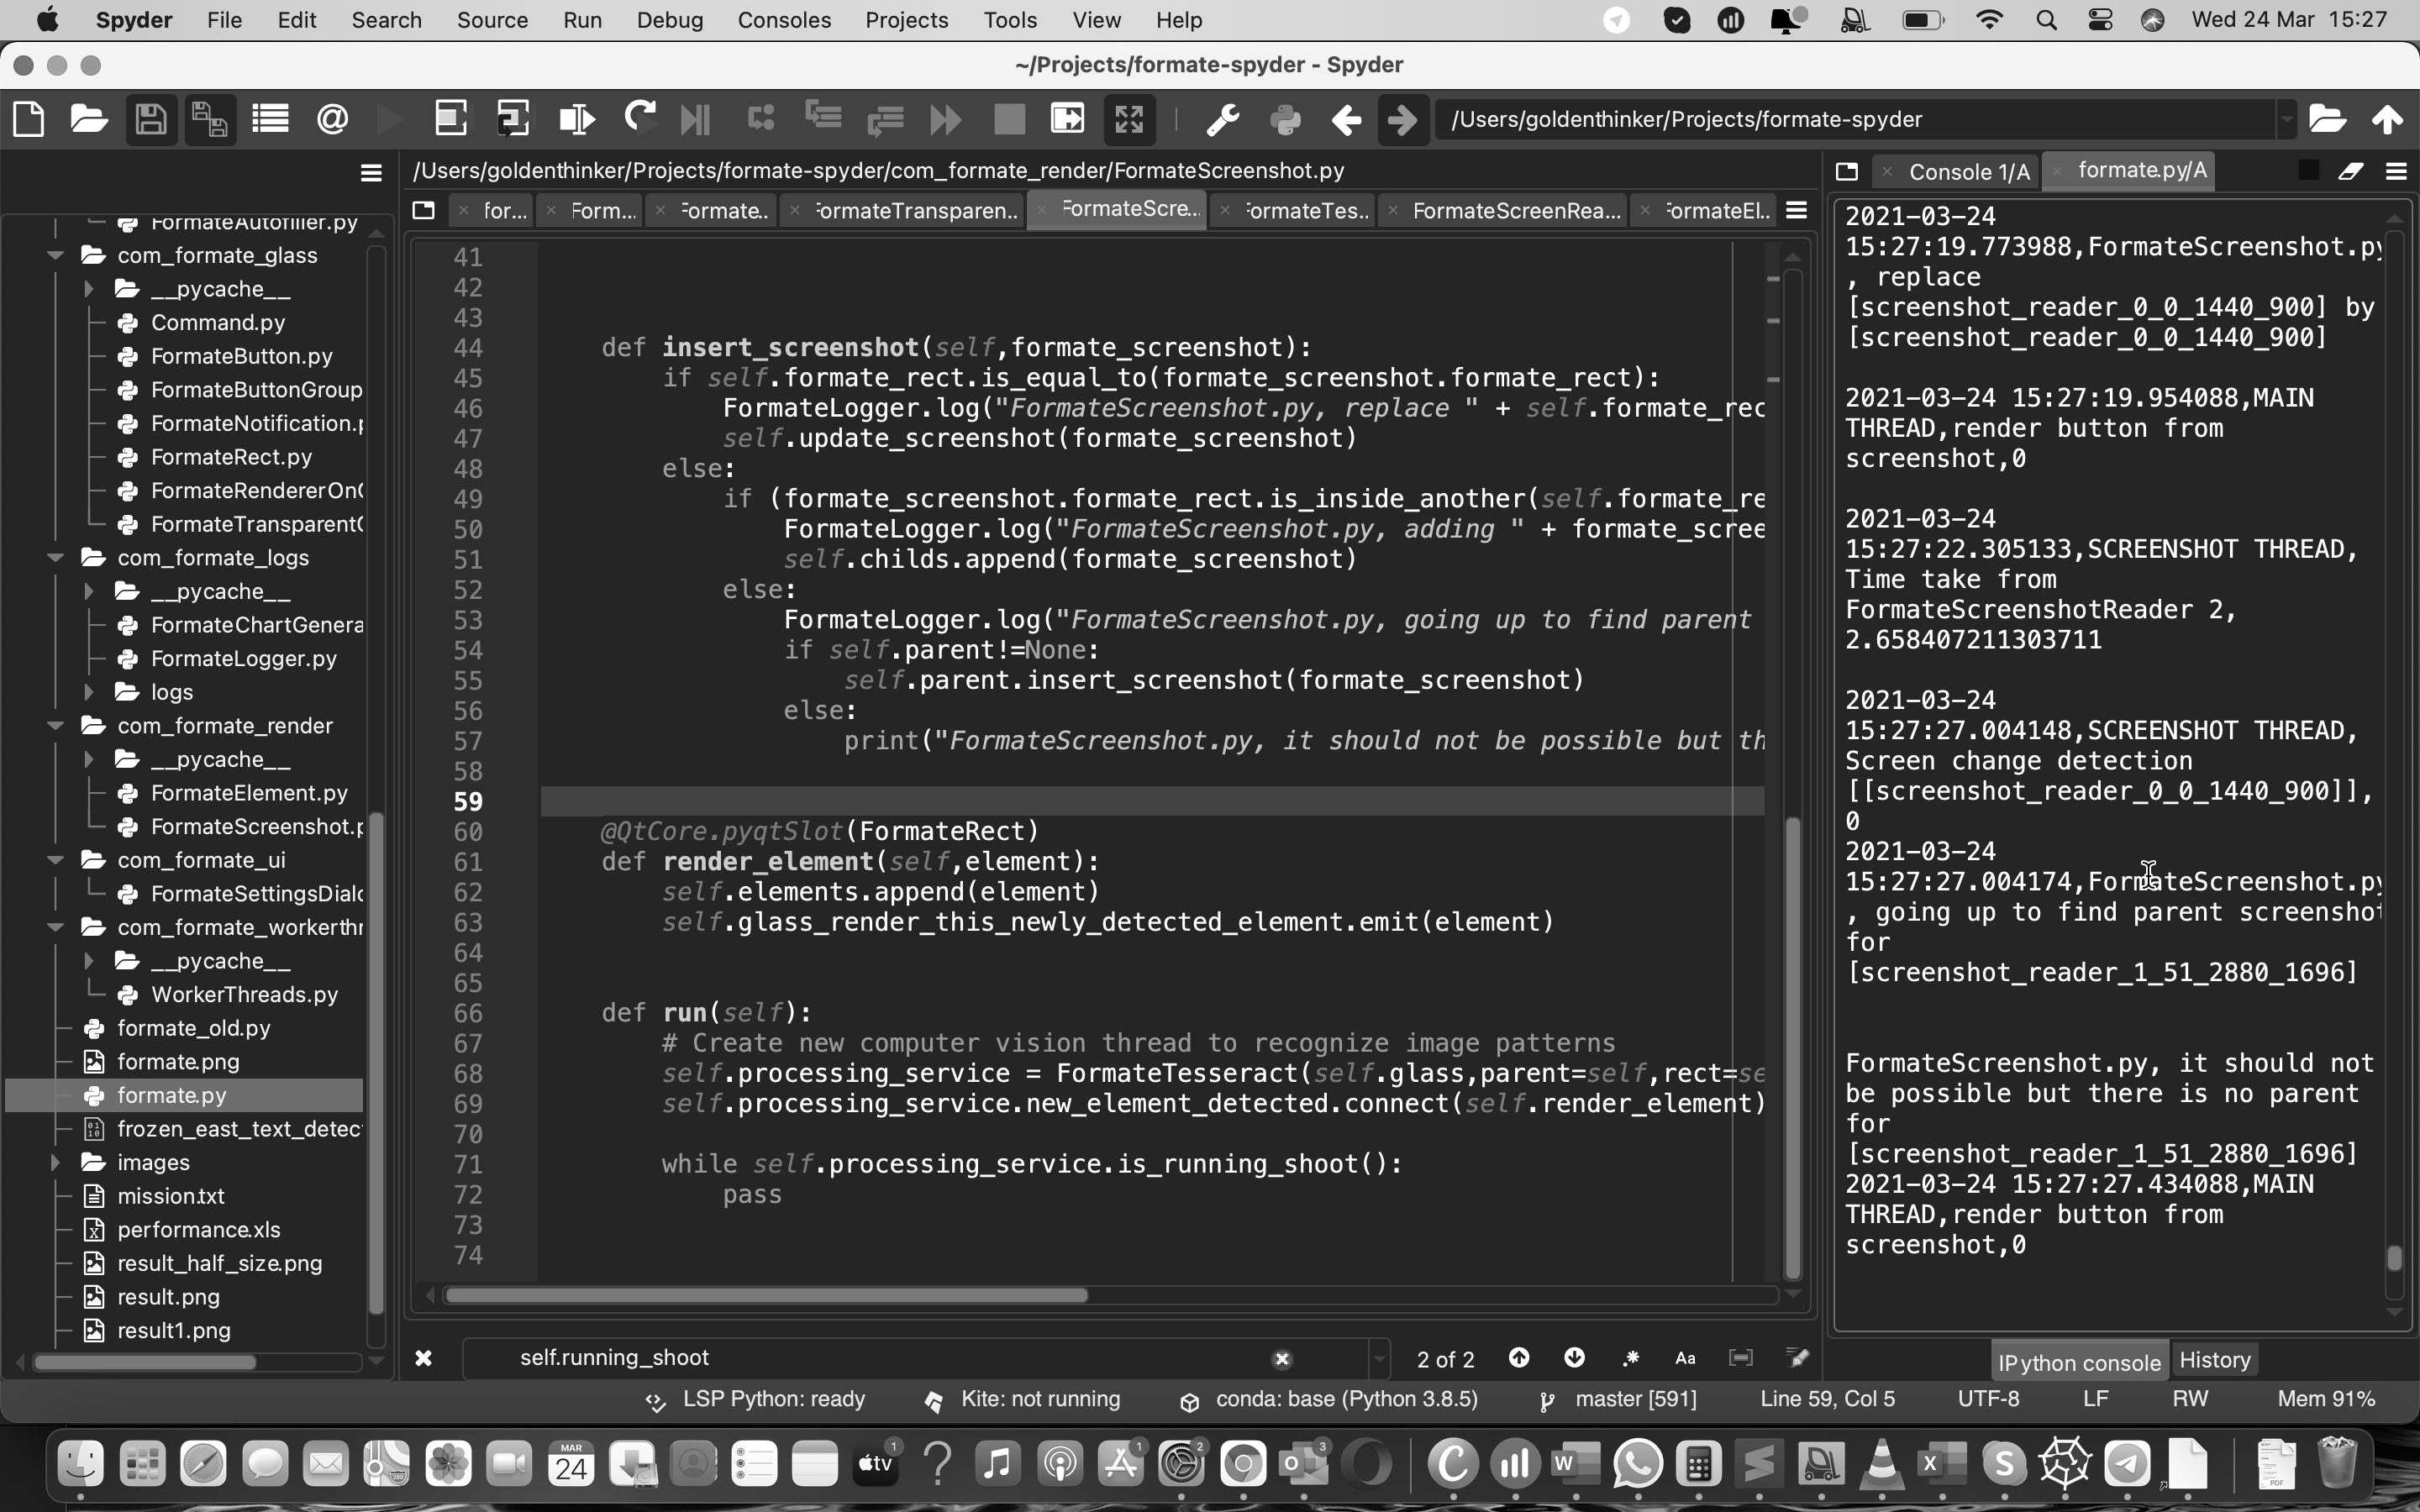 Spyder File Edit Search Source Run Debug Consoles Projects Tools View Help Wed 24 Mar 15:27
~/Projects/formate-spyder - Spyder
/Users/goldenthinker/Projects/formate-spyder
FormateAutofiller.py
com_formate_glass
__pycache__
Command.py
FormateButton.py
FormateButtonGroup
FormateNotification.p
FormateRect.py
FormateRendererOnG
FormateTransparentG
com_formate_logs
__pycache__
FormateChartGenera
FormateLogger.py
logs
com_formate_render
__pycache__
FormateElement.py
FormateScreenshot.p
com_formate_ui
FormateSettingsDialo
com_formate_workerthr
__pycache__
WorkerThreads.py
formate_old.py
formate.png
formate.py
frozen_east_text_detec
images
mission.txt
performance.xls
result_half_size.png
result.png
result1.png
/Users/goldenthinker/Projects/formate-spyder/com_formate_render/FormateScreenshot.py
for... Form... Formate.. FormateTransparen.. FormateScre... FormateTes.. FormateScreenRea... FormateEl..
41
42
43
44 def insert_screenshot(self,formate_screenshot):
45 if self.formate_rect.is_equal_to(formate_screenshot.formate_rect):
46 FormateLogger.log("FormateScreenshot.py, replace " + self.formate_rec
47 self.update_screenshot(formate_screenshot)
48 else:
49 if (formate_screenshot.formate_rect.is_inside_another(self.formate_re
50 FormateLogger.log("FormateScreenshot.py, adding " + formate_scree
51 self.childs.append(formate_screenshot)
52 else:
53 FormateLogger.log("FormateScreenshot.py, going up to find parent
54 if self.parent!=None:
55 self.parent.insert_screenshot(formate_screenshot)
56 else:
57 print("FormateScreenshot.py, it should not be possible but th
58
59
60 @QtCore.pyqtSlot(FormateRect)
61 def render_element(self,element):
62 self.elements.append(element)
63 self.glass_render_this_newly_detected_element.emit(element)
64
65
66 def run(self):
67 # Create new computer vision thread to recognize image patterns
68 self.processing_service = FormateTesseract(self.glass,parent=self,rect=se
69 self.processing_service.new_element_detected.connect(self.render_element)
70
71 while self.processing_service.is_running_shoot():
72 pass
73
74
self.running_shoot 2 of 2 .* Aa
Console 1/A formate.py/A
2021-03-24
15:27:19.773988,FormateScreenshot.py
, replace
[screenshot_reader_0_0_1440_900] by
[screenshot_reader_0_0_1440_900]
2021-03-24 15:27:19.954088,MAIN
THREAD,render button from
screenshot,0
2021-03-24
15:27:22.305133,SCREENSHOT THREAD,
Time take from
FormateScreenshotReader 2,
2.658407211303711
2021-03-24
15:27:27.004148,SCREENSHOT THREAD,
Screen change detection
[[screenshot_reader_0_0_1440_900]],
0
2021-03-24
15:27:27.004174,FormateScreenshot.py
, going up to find parent screenshot
for
[screenshot_reader_1_51_2880_1696]
FormateScreenshot.py, it should not
be possible but there is no parent
for
[screenshot_reader_1_51_2880_1696]
2021-03-24 15:27:27.434088,MAIN
THREAD,render button from
screenshot,0
IPython console History
LSP Python: ready Kite: not running conda: base (Python 3.8.5) master [591] Line 59, Col 5 UTF-8 LF RW Mem 91%
MAR
24
tv
1
1
2
3
PDF